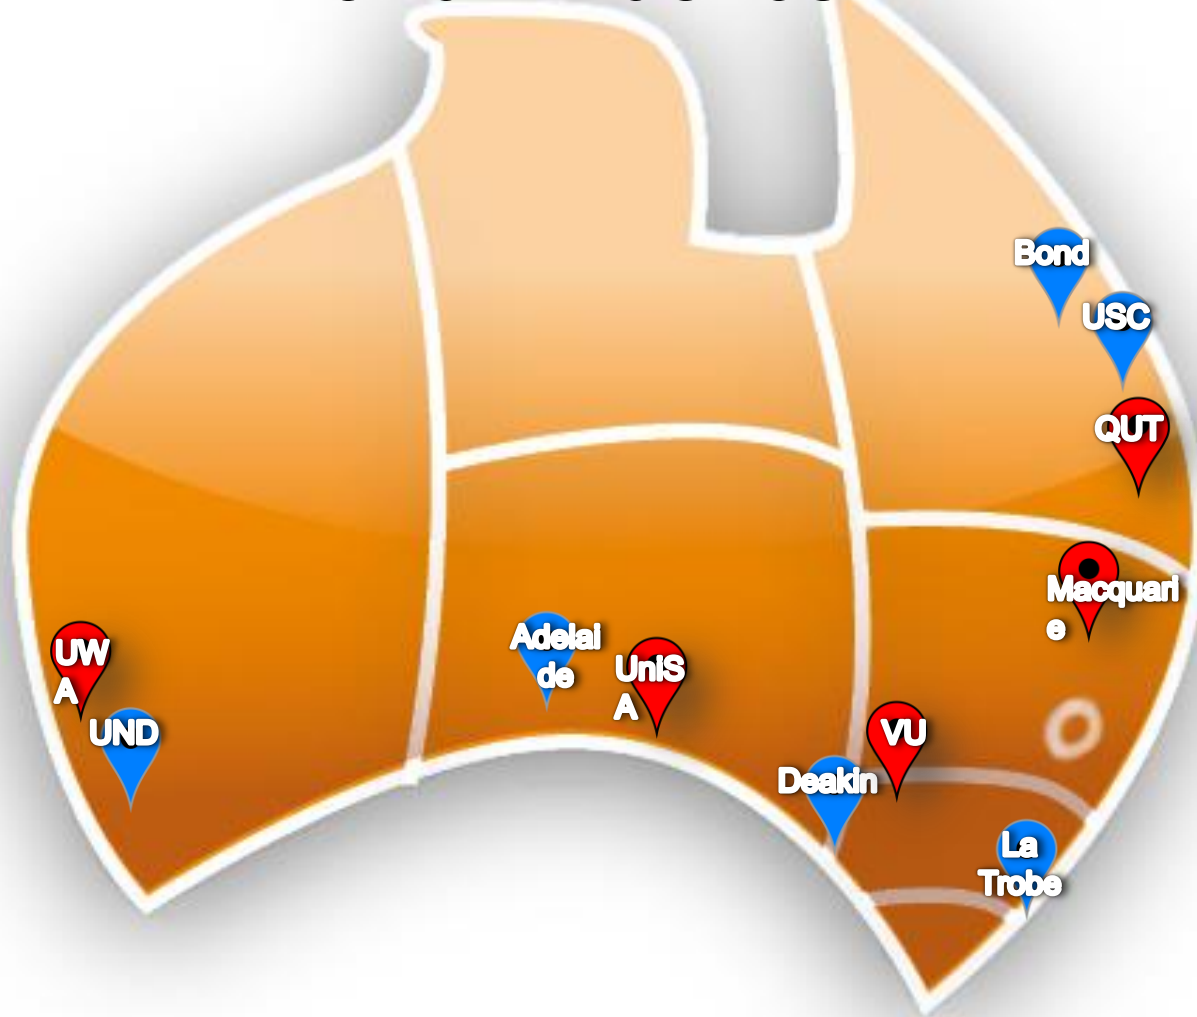 Bond
USC
QUT
Macquari
e
UW
A
UND
Adelai
de
UniS
A
VU
Deakin
La
Trobe